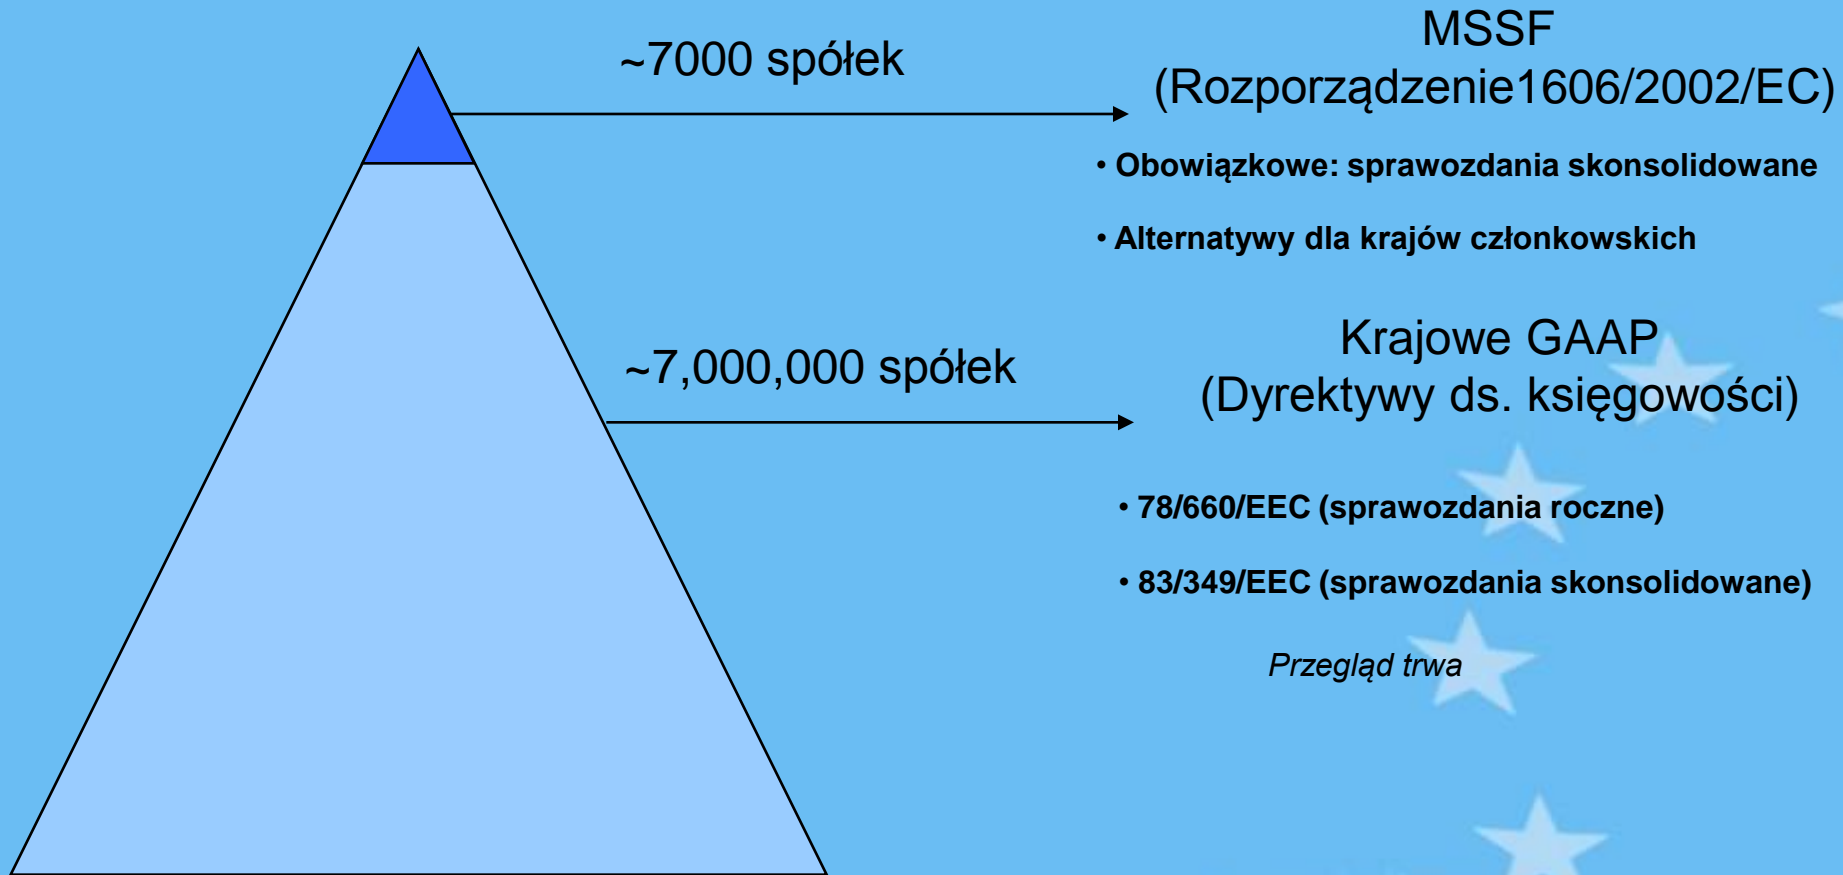 ~7000 spółek
MSSF
(Rozporządzenie1606/2002/EC)
• Obowiązkowe: sprawozdania skonsolidowane
• Alternatywy dla krajów członkowskich
~7,000,000 spółek
Krajowe GAAP
(Dyrektywy ds. księgowości)
• 78/660/EEC (sprawozdania roczne)
• 83/349/EEC (sprawozdania skonsolidowane)
Przegląd trwa